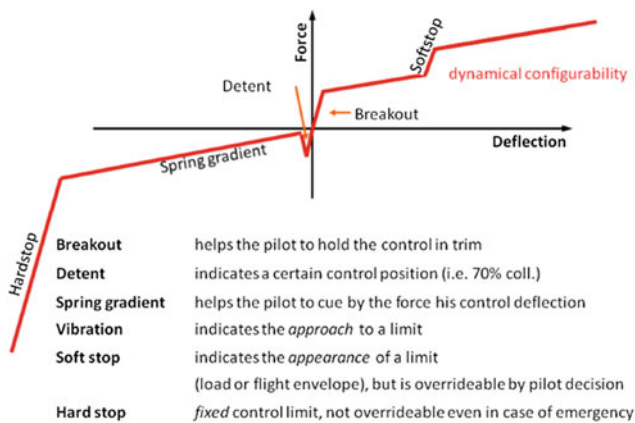 Force
Softstop
dynamical configurability
Detent
Breakout
Deflection
Spring gradient
Hardstop
Breakout helps the pilot to hold the control in trim
Detent indicates a certain control position (i.e. 70% coll.)
Spring gradient helps the pilot to cue by the force his control deflection
Vibration indicates the approach to a limit
Soft stop indicates the appearance of a limit
(load or flight envelope), but is overrideable by pilot decision
Hard stop fixed control limit, not overrideable even in case of emergency